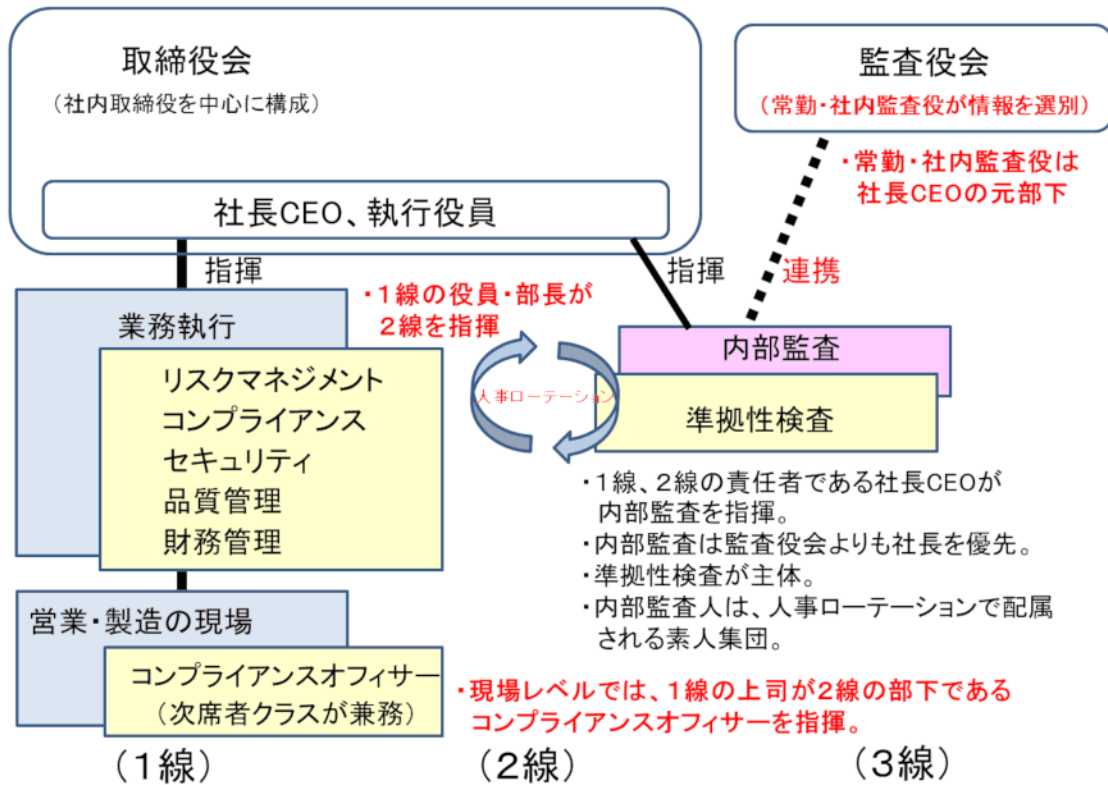 取締役会
（社内取締役を中心に構成）
社長CEO、執行役員
監査役会
（常勤・社内監査役が情報を選別）
・常勤・社内監査役は
社長CEOの元部下
指揮
指揮
連携
・１線の役員・部長が
２線を指揮
業務執行
リスクマネジメント
コンプライアンス
セキュリティ
品質管理
財務管理
人事ローテーション
内部監査
準拠性検査
・１線、２線の責任者である社長CEOが
内部監査を指揮。
・内部監査は監査役会よりも社長を優先。
・準拠性検査が主体。
・内部監査人は、人事ローテーションで配属
される素人集団。
営業・製造の現場
コンプライアンスオフィサー
（次席者クラスが兼務）
・現場レベルでは、１線の上司が２線の部下である
コンプライアンスオフィサーを指揮。
（１線）
（２線）
（３線）